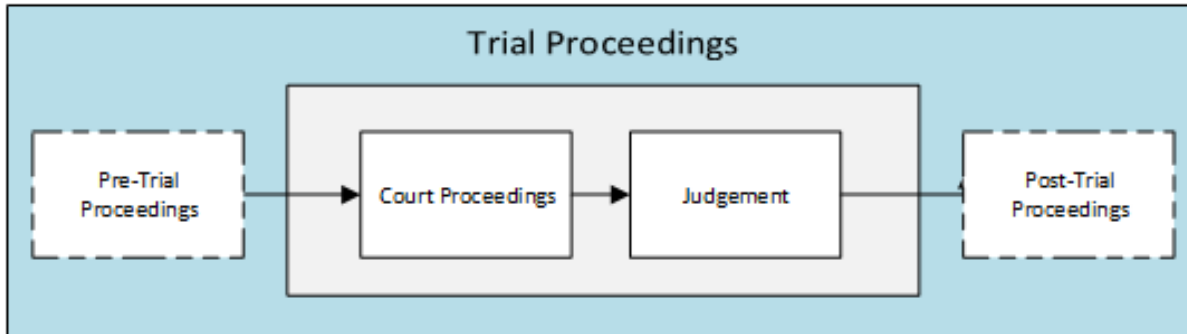 Trial Proceedings
Pre-Trial
Proceedings
Court Proceedings
Judgement
Post-Trial
Proceedings